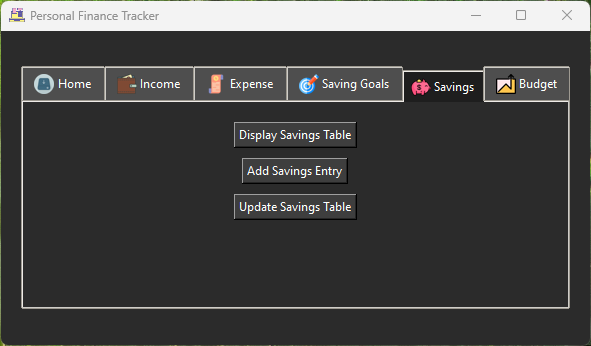 Personal Finance Tracker
Home Income Expense Saving Goals Savings Budget
Display Savings Table
Add Savings Entry
Update Savings Table